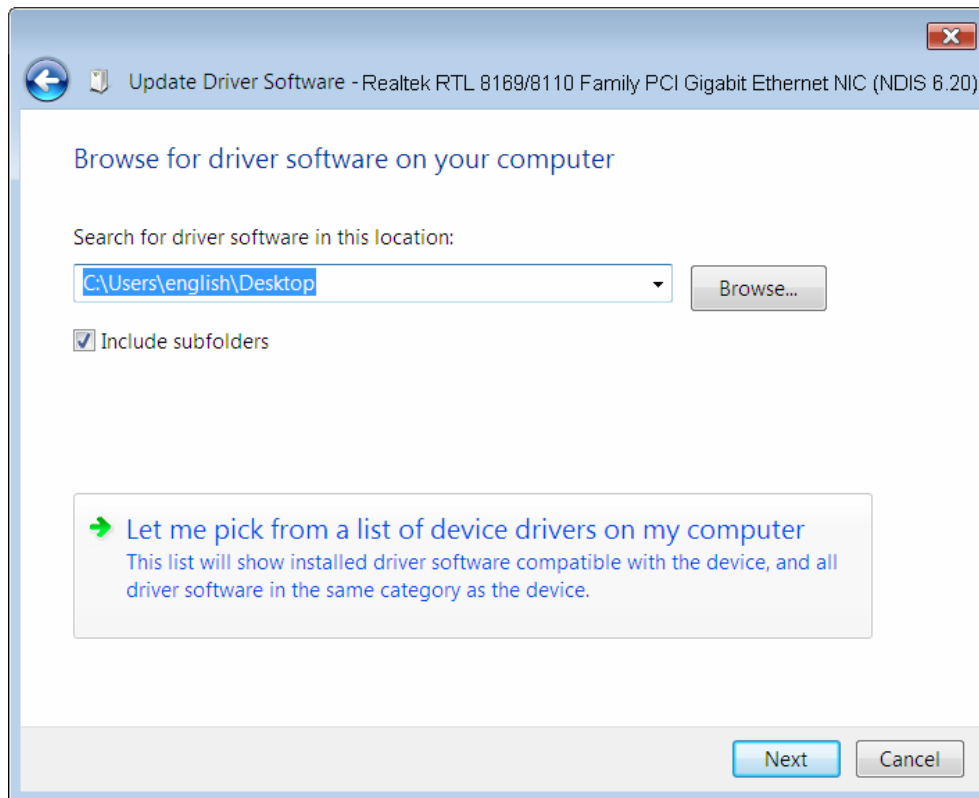 Update Driver Software - Realtek RTL 8169/8110 Family PCI Gigabit Ethernet NIC (NDIS 6.20)
Browse for driver software on your computer
Search for driver software in this location:
C:\Users\english\Desktop
Browse...
Include subfolders
Let me pick from a list of device drivers on my computer
This list will show installed driver software compatible with the device, and all
driver software in the same category as the device.
Next
Cancel